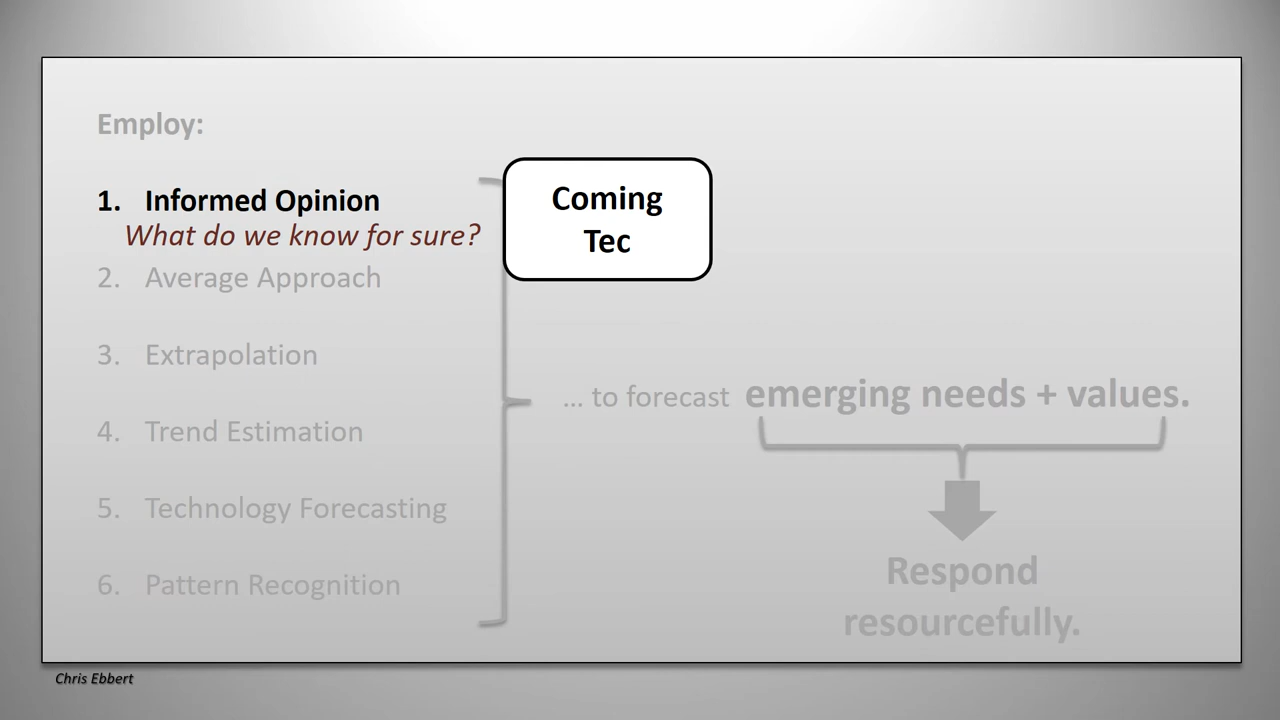 Employ:
1. Informed Opinion
What do we know for sure?
2. Average Approach
3. Extrapolation
4. Trend Estimation
5. Technology Forecasting
6. Pattern Recognition
Coming
Tec
... to forecast emerging needs + values.
Respond
resourcefully.
Chris Ebbert